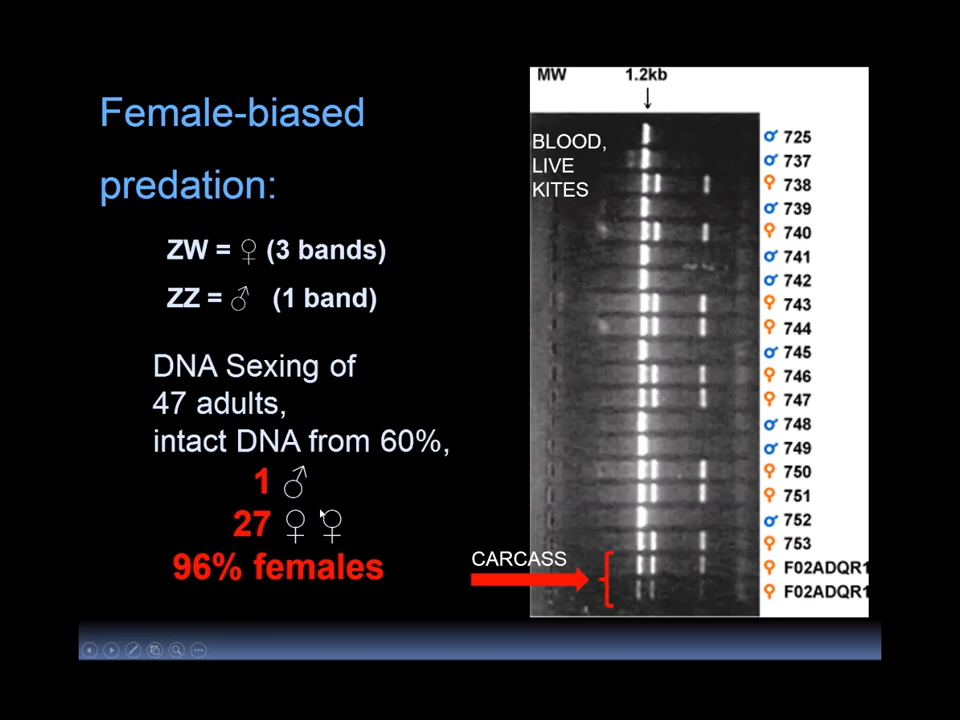 Female-biased
predation:
ZW = ♀ (3 bands)
ZZ = ♂ (1 band)
DNA Sexing of
47 adults,
intact DNA from 60%,
1 ♂
27 ♀ ♀
96% females
MW 1.2kb
BLOOD,
LIVE
KITES
♂ 725
♂ 737
♀ 738
♂ 739
♀ 740
♂ 741
♂ 742
♀ 743
♀ 744
♂ 745
♀ 746
♀ 747
♂ 748
♂ 749
♀ 750
♀ 751
♂ 752
♀ 753
CARCASS
♀ F02ADQR1
♀ F02ADQR1